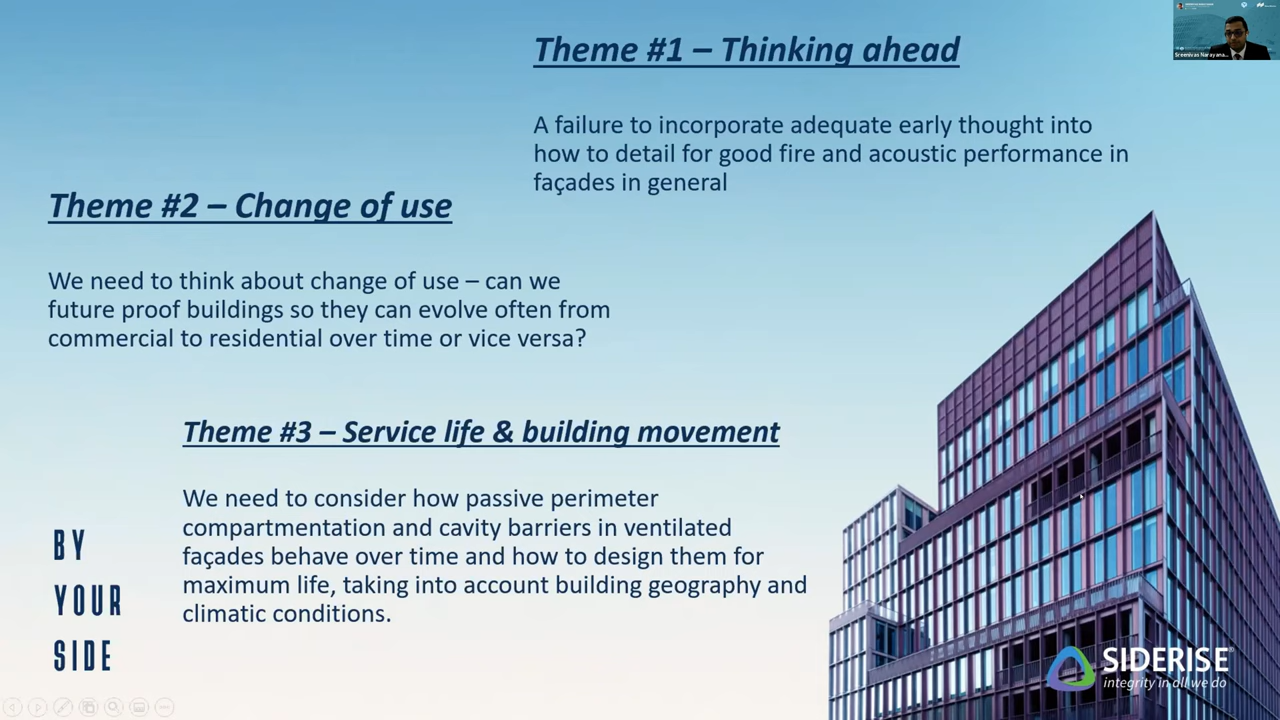 Theme #1 – Thinking ahead
A failure to incorporate adequate early thought into
how to detail for good fire and acoustic performance in
façades in general
Theme #2 – Change of use
We need to think about change of use – can we
future proof buildings so they can evolve often from
commercial to residential over time or vice versa?
Theme #3 – Service life & building movement
We need to consider how passive perimeter
compartmentation and cavity barriers in ventilated
façades behave over time and how to design them for
maximum life, taking into account building geography and
climatic conditions.
BY
YOUR
SIDE
SIDERISE®
integrity in all we do
Sreenivas Narayana...